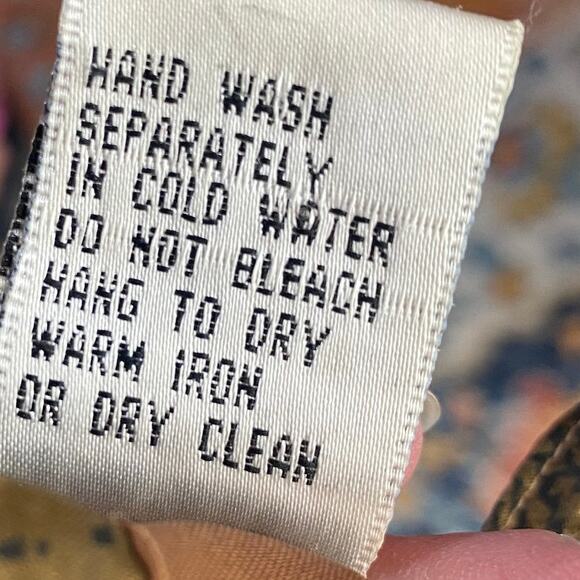 HAND WASH
SEPARATELY
IN COLD WATER
DO NOT BLEACH
HANG TO DRY
WARM IRON
OR DRY CLEAN